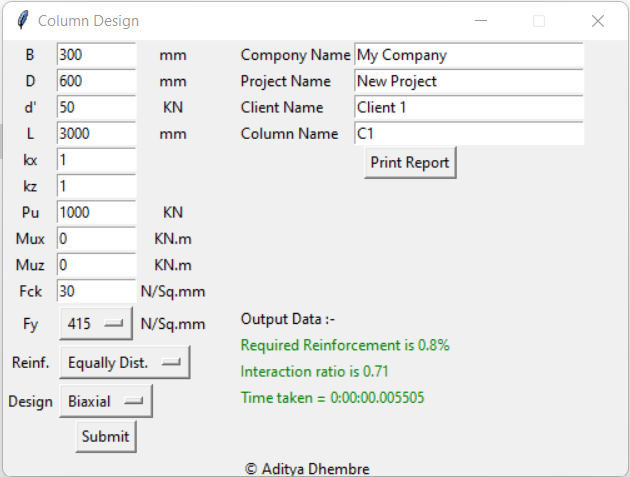 Column Design
B 300 mm Compony Name My Company
D 600 mm Project Name New Project
d' 50 KN Client Name Client 1
L 3000 mm Column Name C1
kx 1 Print Report
kz 1
Pu 1000 KN
Mux 0 KN.m
Muz 0 KN.m
Fck 30 N/Sq.mm
Fy 415 N/Sq.mm Output Data :-
Required Reinforcement is 0.8%
Reinf. Equally Dist. Interaction ratio is 0.71
Design Biaxial Time taken = 0:00:00.005505
Submit
© Aditya Dhembre